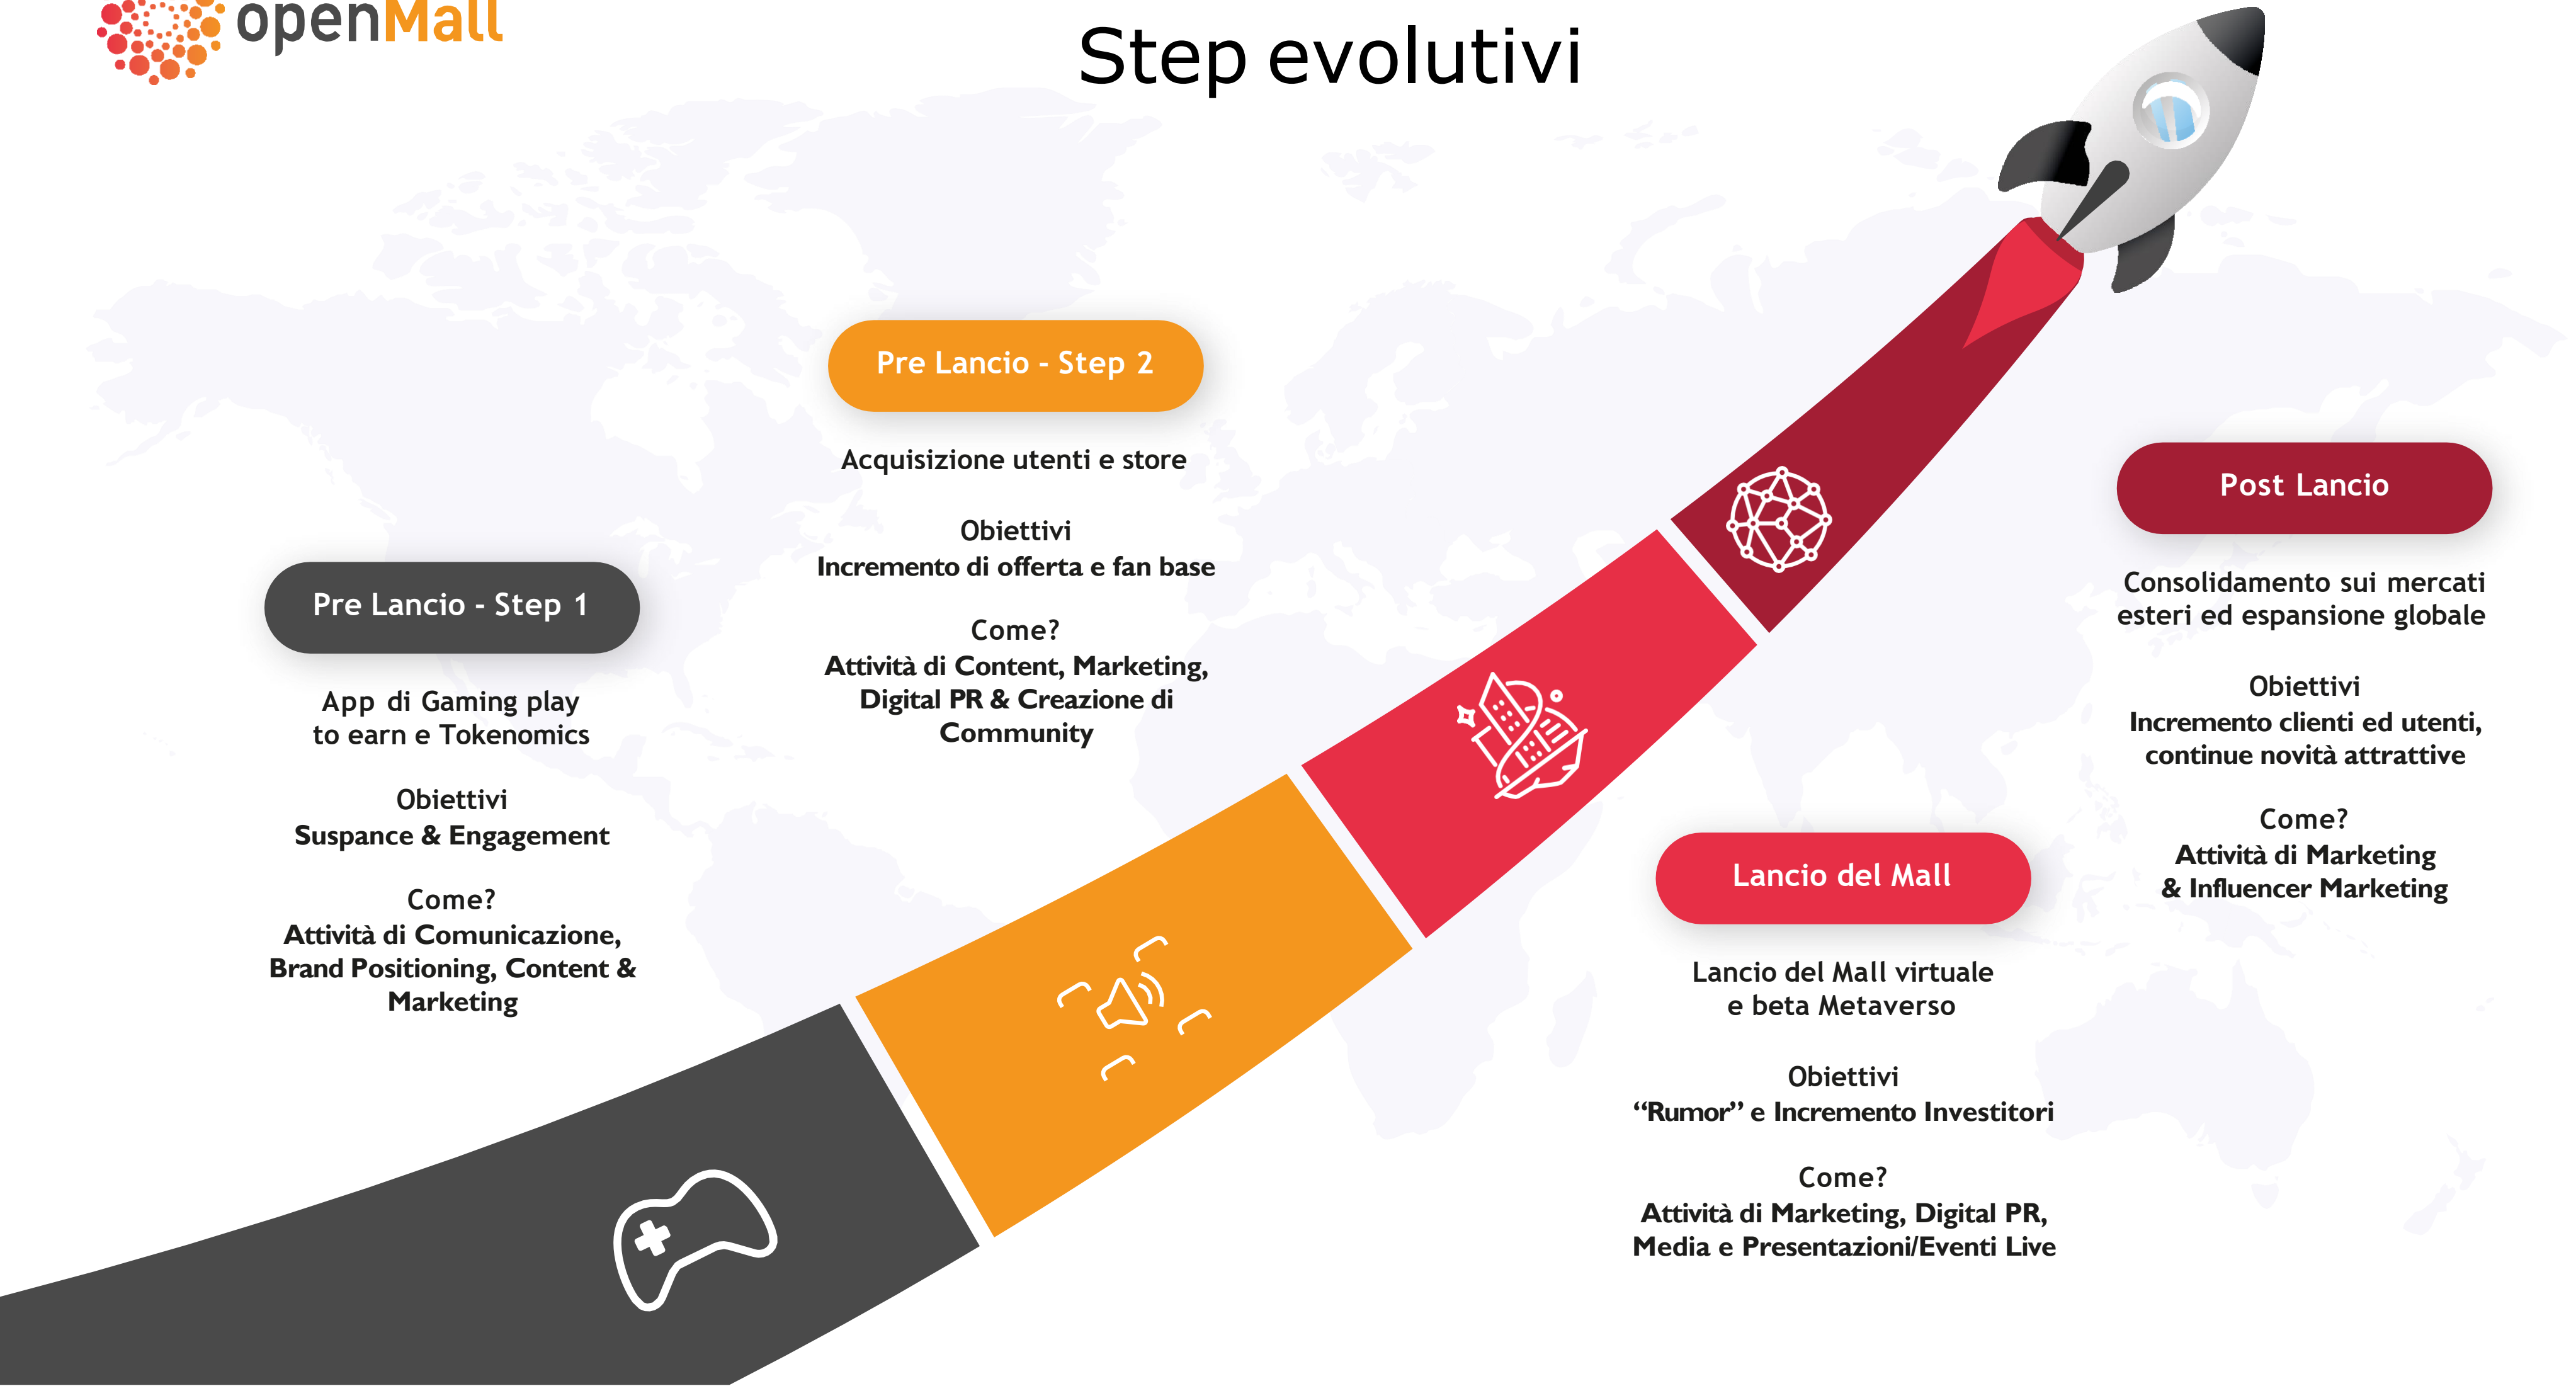 openMall
Step evolutivi
Pre Lancio - Step 1
App di Gaming play
to earn e Tokenomics
Obiettivi
Suspance & Engagement
Come?
Attività di Comunicazione,
Brand Positioning, Content &
Marketing
Pre Lancio - Step 2
Acquisizione utenti e store
Obiettivi
Incremento di offerta e fan base
Come?
Attività di Content, Marketing,
Digital PR & Creazione di
Community
Lancio del Mall
Lancio del Mall virtuale
e beta Metaverso
Obiettivi
“Rumor” e Incremento Investitori
Come?
Attività di Marketing, Digital PR,
Media e Presentazioni/Eventi Live
Post Lancio
Consolidamento sui mercati
esteri ed espansione globale
Obiettivi
Incremento clienti ed utenti,
continue novità attrattive
Come?
Attività di Marketing
& Influencer Marketing